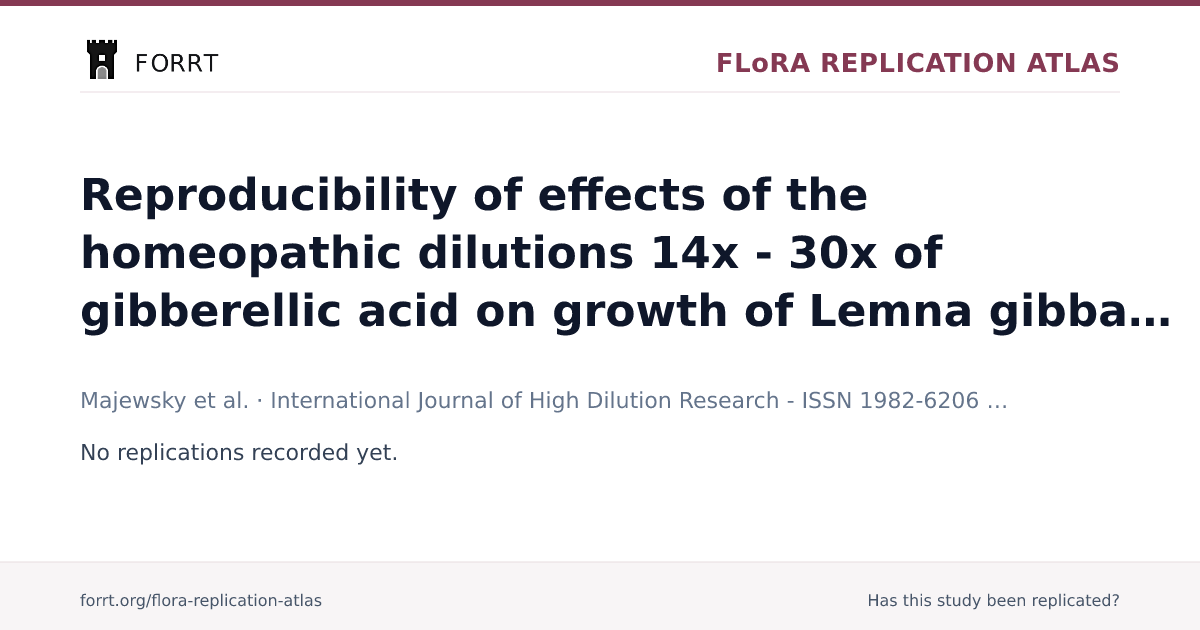 FORRT
FLoRA REPLICATION ATLAS
Reproducibility of effects of the
homeopathic dilutions 14x - 30x of
gibberellic acid on growth of Lemna gibba…
Majewsky et al. · International Journal of High Dilution Research - ISSN 1982-6206 …
No replications recorded yet.
forrt.org/flora-replication-atlas
Has this study been replicated?